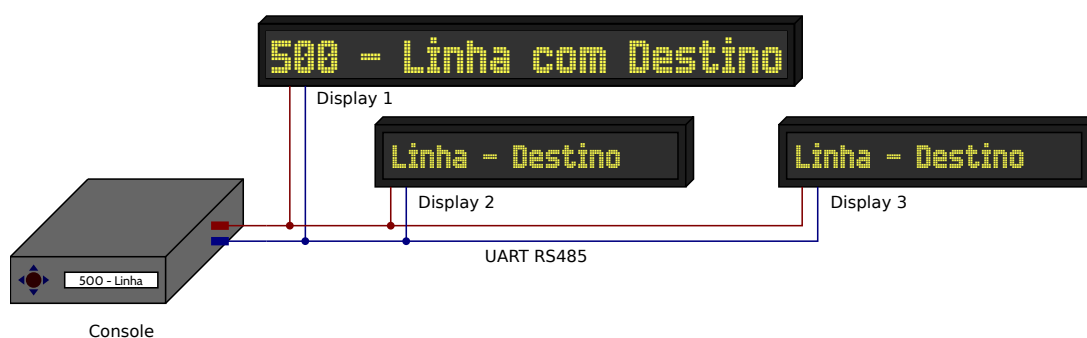 500 - Linha com Destino
Display 1
Linha - Destino
Linha - Destino
Display 2
Display 3
UART RS485
500 - Linha
Console